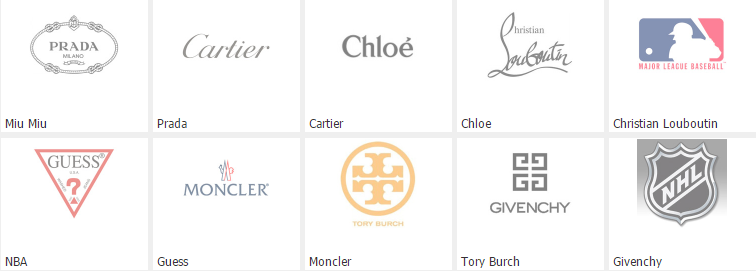 PRADA
MILANO
Cartier
Chloé
Christian
Louboutin
MAJOR LEAGUE BASEBALL
Miu Miu
Prada
Cartier
Chloe
Christian Louboutin
GUESS®
U.S.A.
?
MONCLER®
TORY BURCH
GIVENCHY
NHL
NBA
Guess
Moncler
Tory Burch
Givenchy